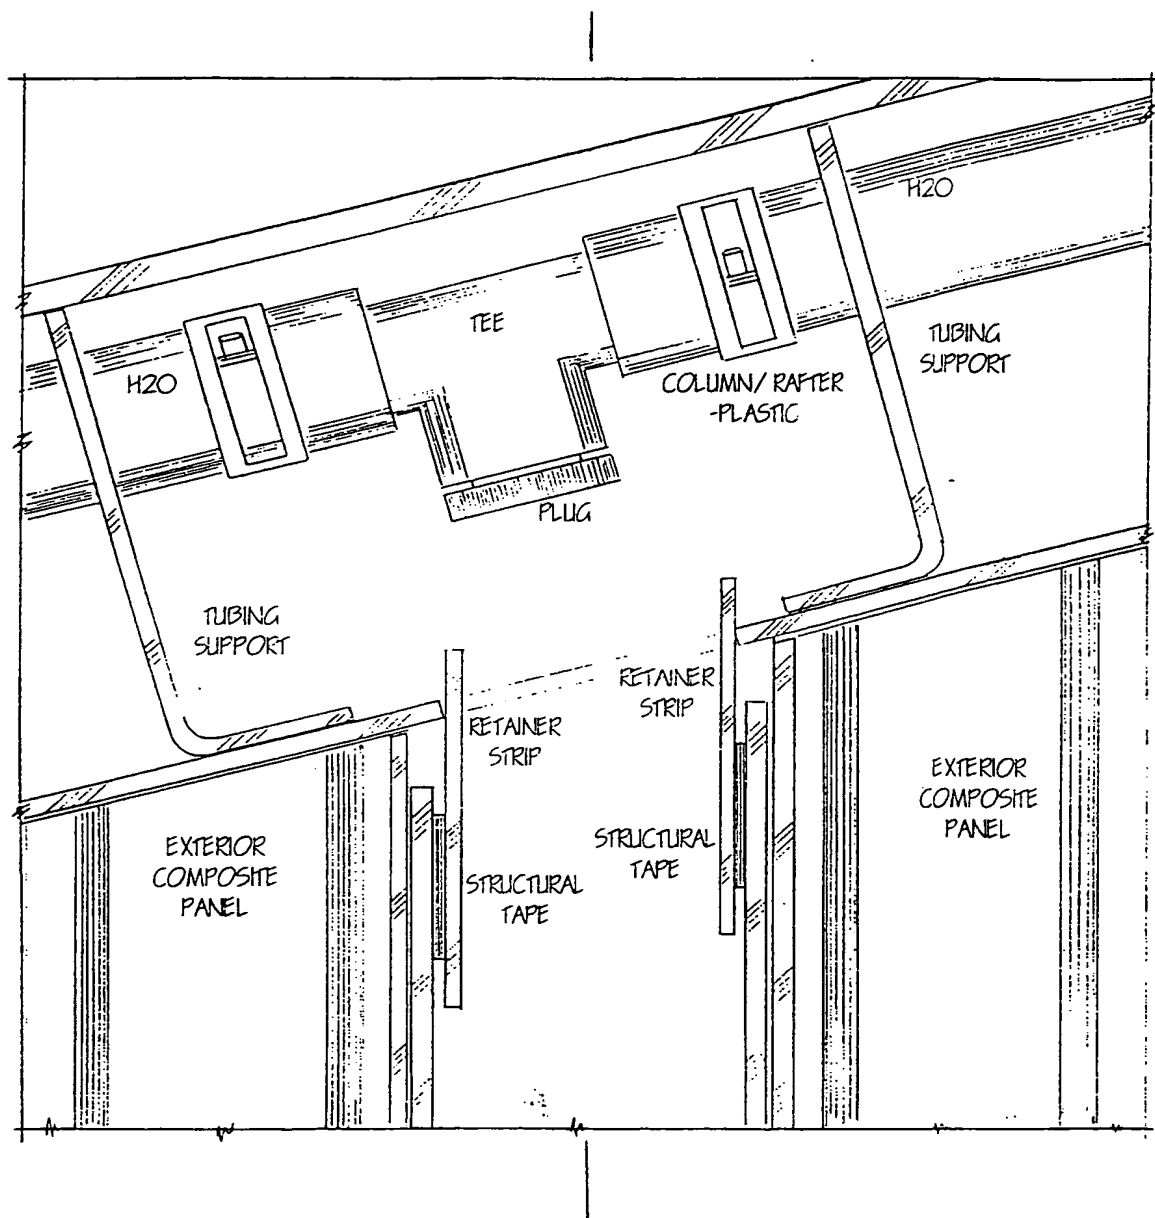 H2O
TEE
TUBING
SUPPORT
H2O
COLUMN/ RAFTER
-PLASTIC
PLUG
TUBING
SUPPORT
RETAINER
STRIP
RETAINER
STRIP
EXTERIOR
COMPOSITE
PANEL
STRUCTURAL
TAPE
EXTERIOR
COMPOSITE
PANEL
STRUCTURAL
TAPE